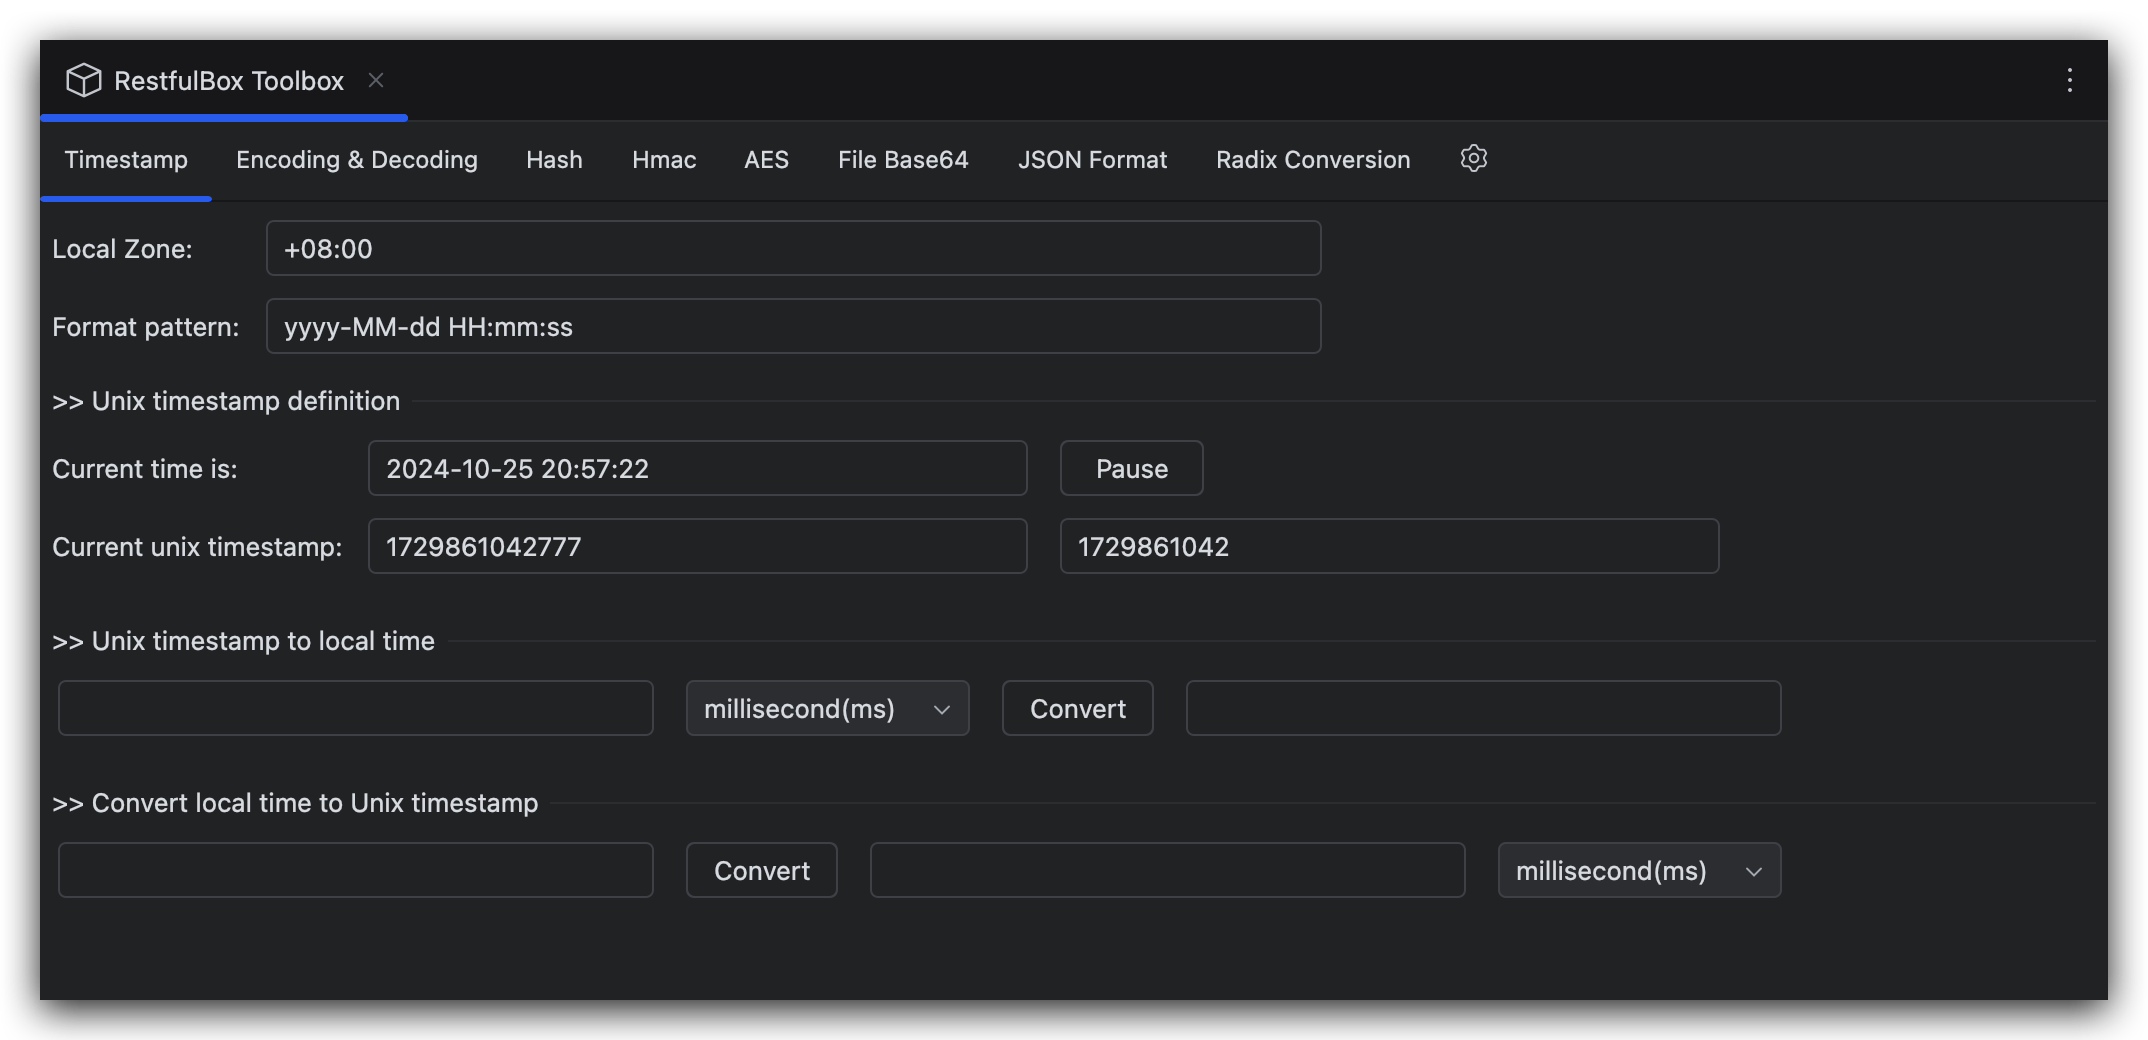 RestfulBox Toolbox
Timestamp Encoding & Decoding Hash Hmac AES File Base64 JSON Format Radix Conversion
Local Zone: +08:00
Format pattern: yyyy-MM-dd HH:mm:ss
>> Unix timestamp definition
Current time is: 2024-10-25 20:57:22 Pause
Current unix timestamp: 1729861042777 1729861042
>> Unix timestamp to local time
millisecond(ms) Convert
>> Convert local time to Unix timestamp
Convert millisecond(ms)